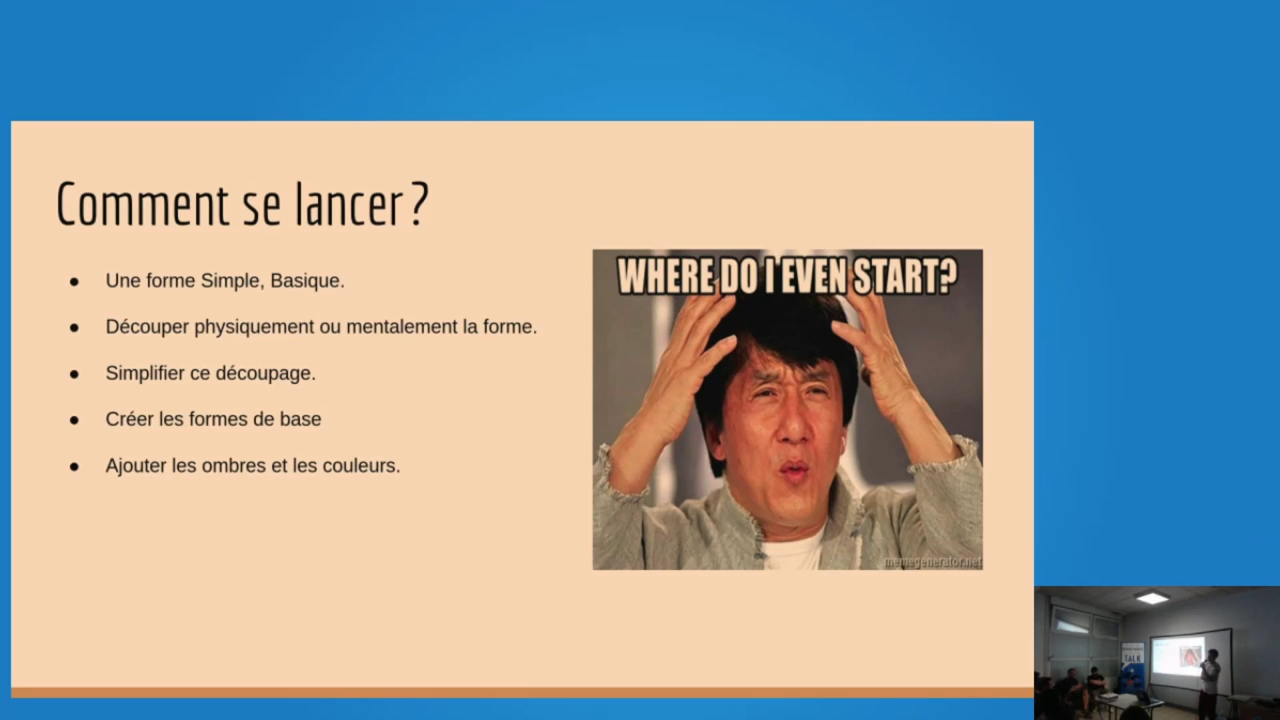 Comment se lancer ?
● Une forme Simple, Basique.
● Découper physiquement ou mentalement la forme.
● Simplifier ce découpage.
● Créer les formes de base
● Ajouter les ombres et les couleurs.
WHERE DO I EVEN START?
memegenerator.net
TALK